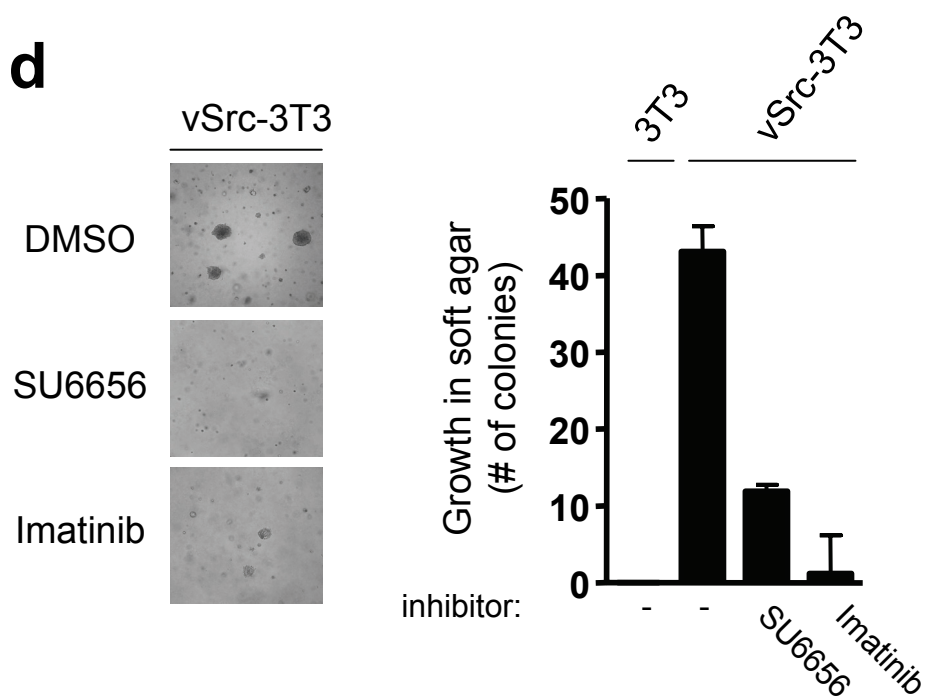 d
vSrc-3T3
DMSO
SU6656
Imatinib
3T3
vSrc-3T3
Growth in soft agar
(# of colonies)
50
40
30
20
10
0
inhibitor:
-
-
SU6656
Imatinib